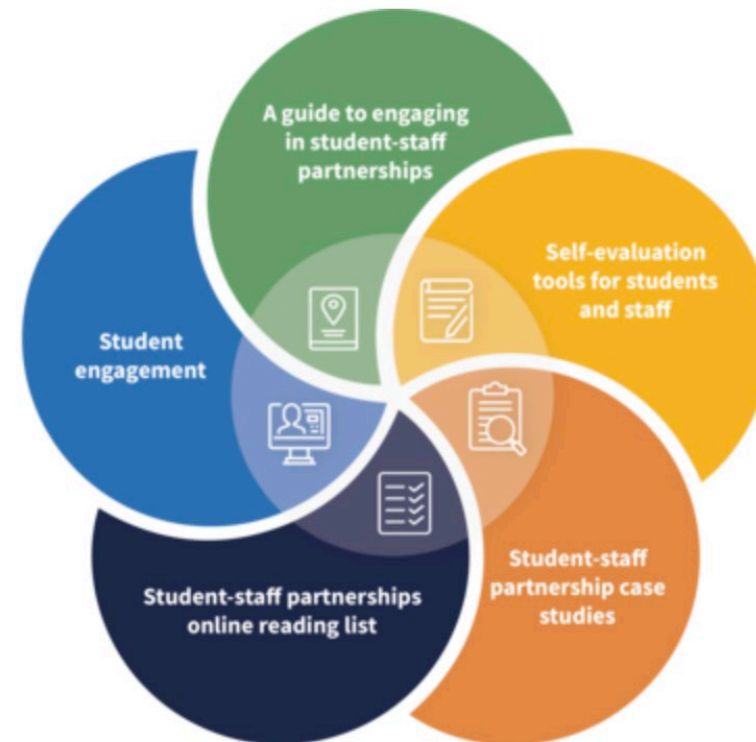 A guide to engaging
in student-staff
partnerships
Self-evaluation
tools for students
and staff
Student-staff
partnership case
studies
Student-staff partnerships
online reading list
Student
engagement